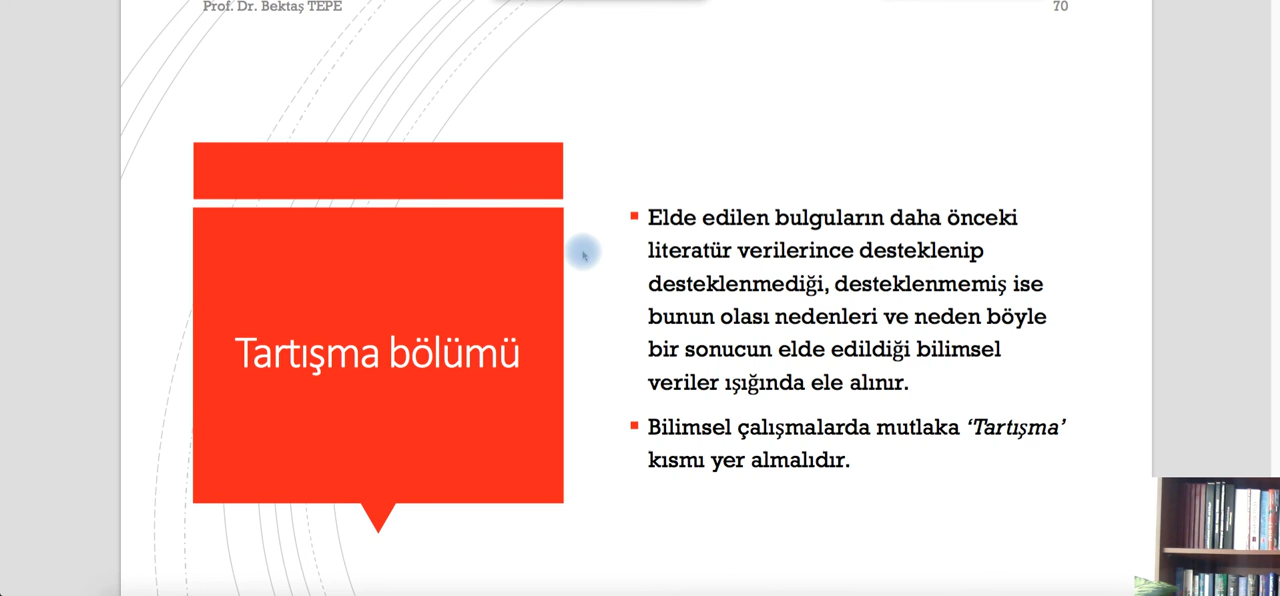 Prof. Dr. Bektaş TEPE
70
Tartışma bölümü
▪ Elde edilen bulguların daha önceki
literatür verilerince desteklenip
desteklenmediği, desteklenmemiş ise
bunun olası nedenleri ve neden böyle
bir sonucun elde edildiği bilimsel
veriler ışığında ele alınır.
▪ Bilimsel çalışmalarda mutlaka ‘Tartışma’
kısmı yer almalıdır.